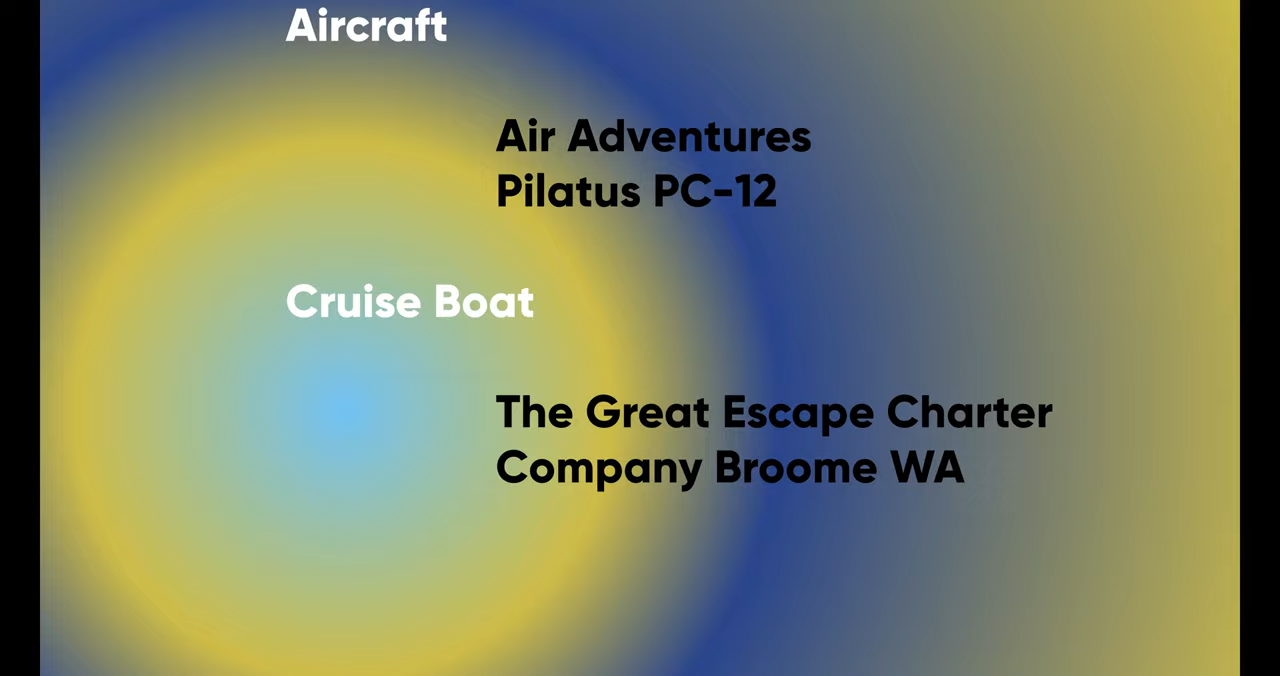 Aircraft
Air Adventures
Pilatus PC-12
Cruise Boat
The Great Escape Charter
Company Broome WA